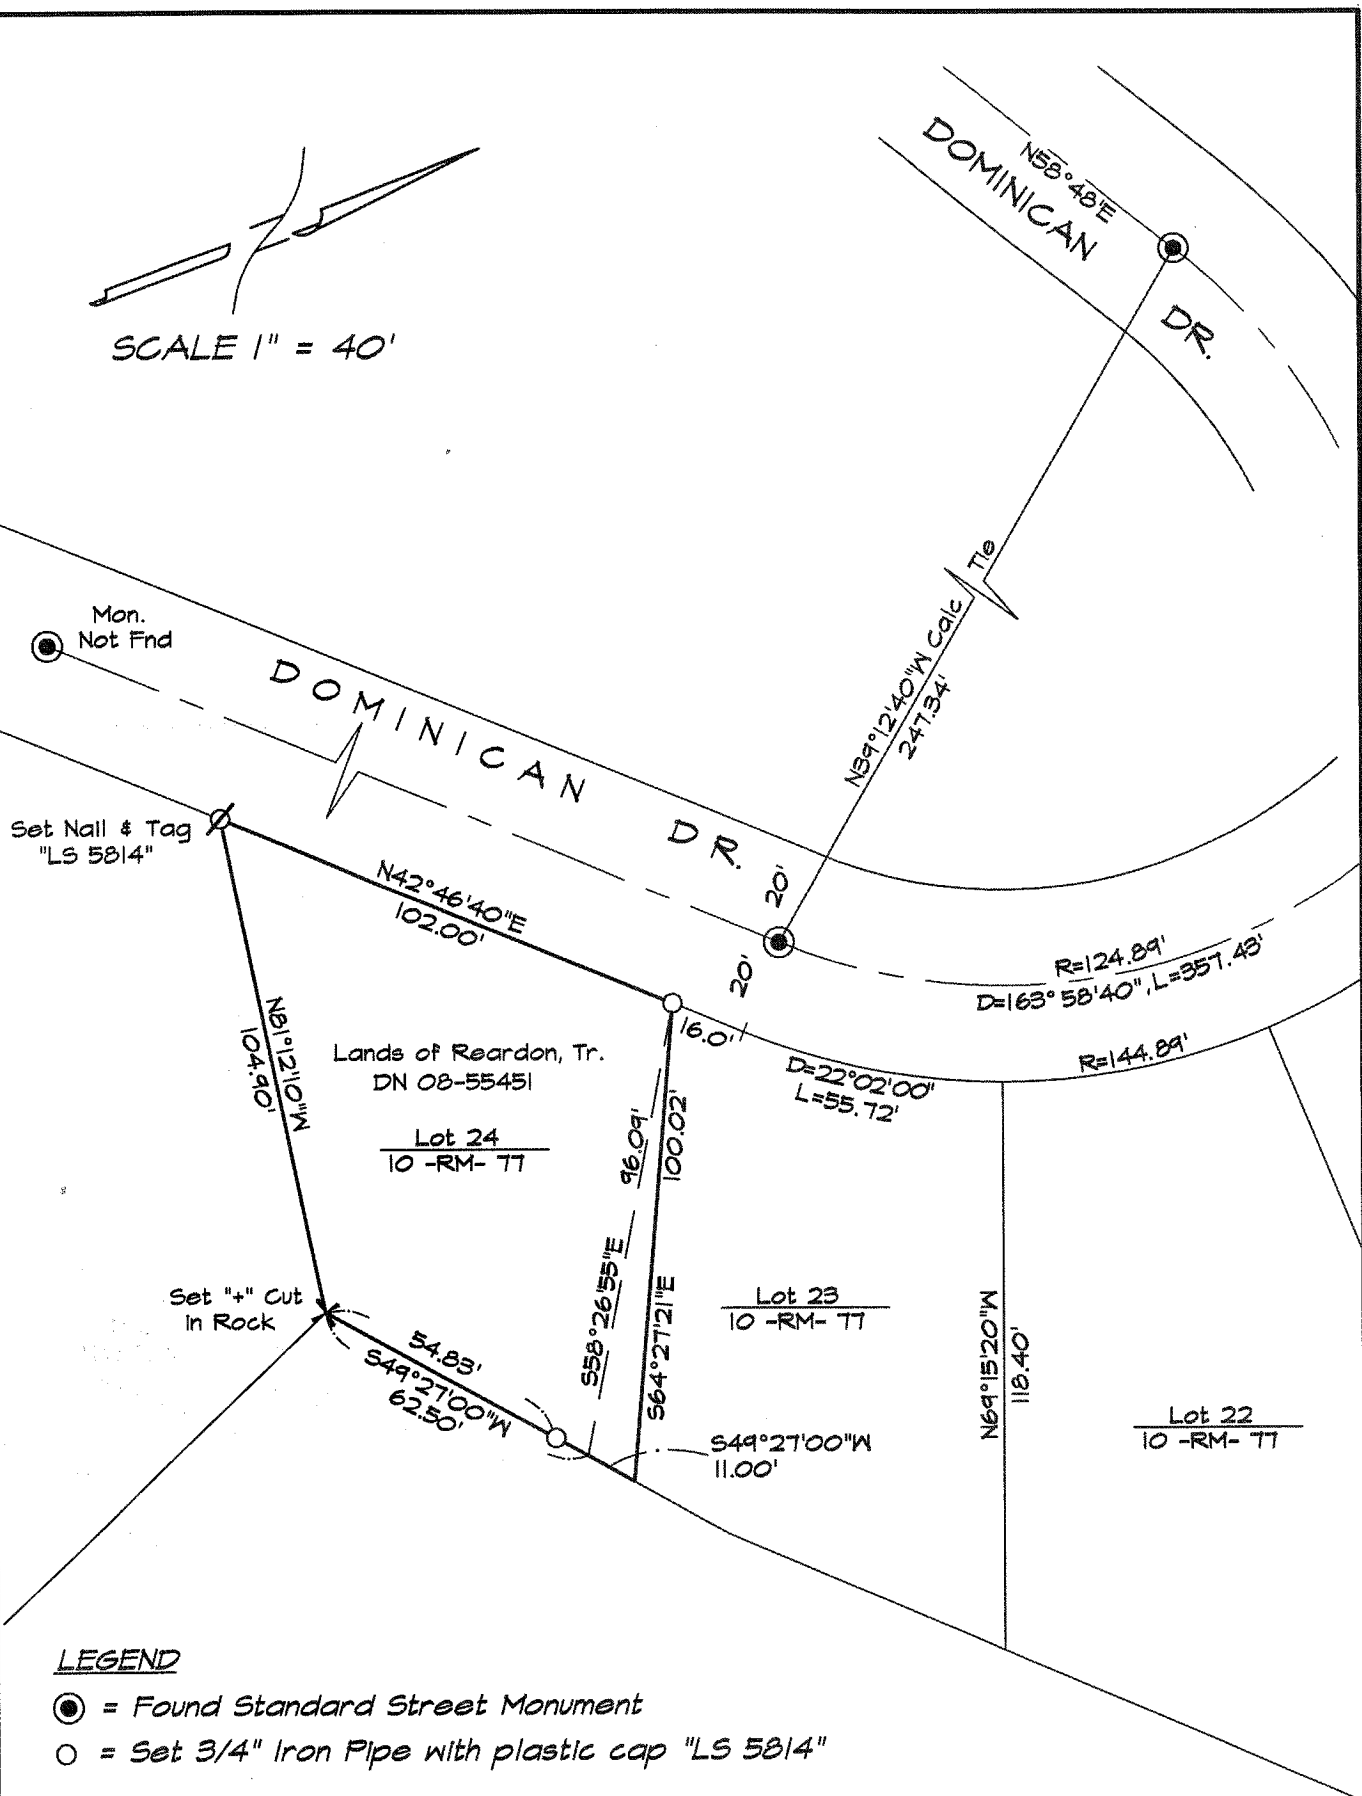 DOMINICAN
DR.
N58°48'E
SCALE 1" = 40'
Tie
N39°12'40"W Calc
247.34'
Mon.
Not Fnd
DOMINICAN DR.
20'
20'
Set Nail & Tag
"LS 5814"
N42°46'40"E
102.00'
R=124.89'
D=163°58'40", L=357.43'
16.0'
D=22°02'00"
L=55.72'
R=144.89'
N81°12'10"W
104.90'
Lands of Reardon, Tr.
DN 08-55451
Lot 24
10 -RM- 77
96.09'
100.02'
S58°26'55"E
S64°27'21"E
Lot 23
10 -RM- 77
N69°15'20"W
118.40'
Lot 22
10 -RM- 77
Set "+" Cut
in Rock
54.83'
S49°27'00"W
62.50'
S49°27'00"W
11.00'
LEGEND
= Found Standard Street Monument
= Set 3/4" Iron Pipe with plastic cap "LS 5814"